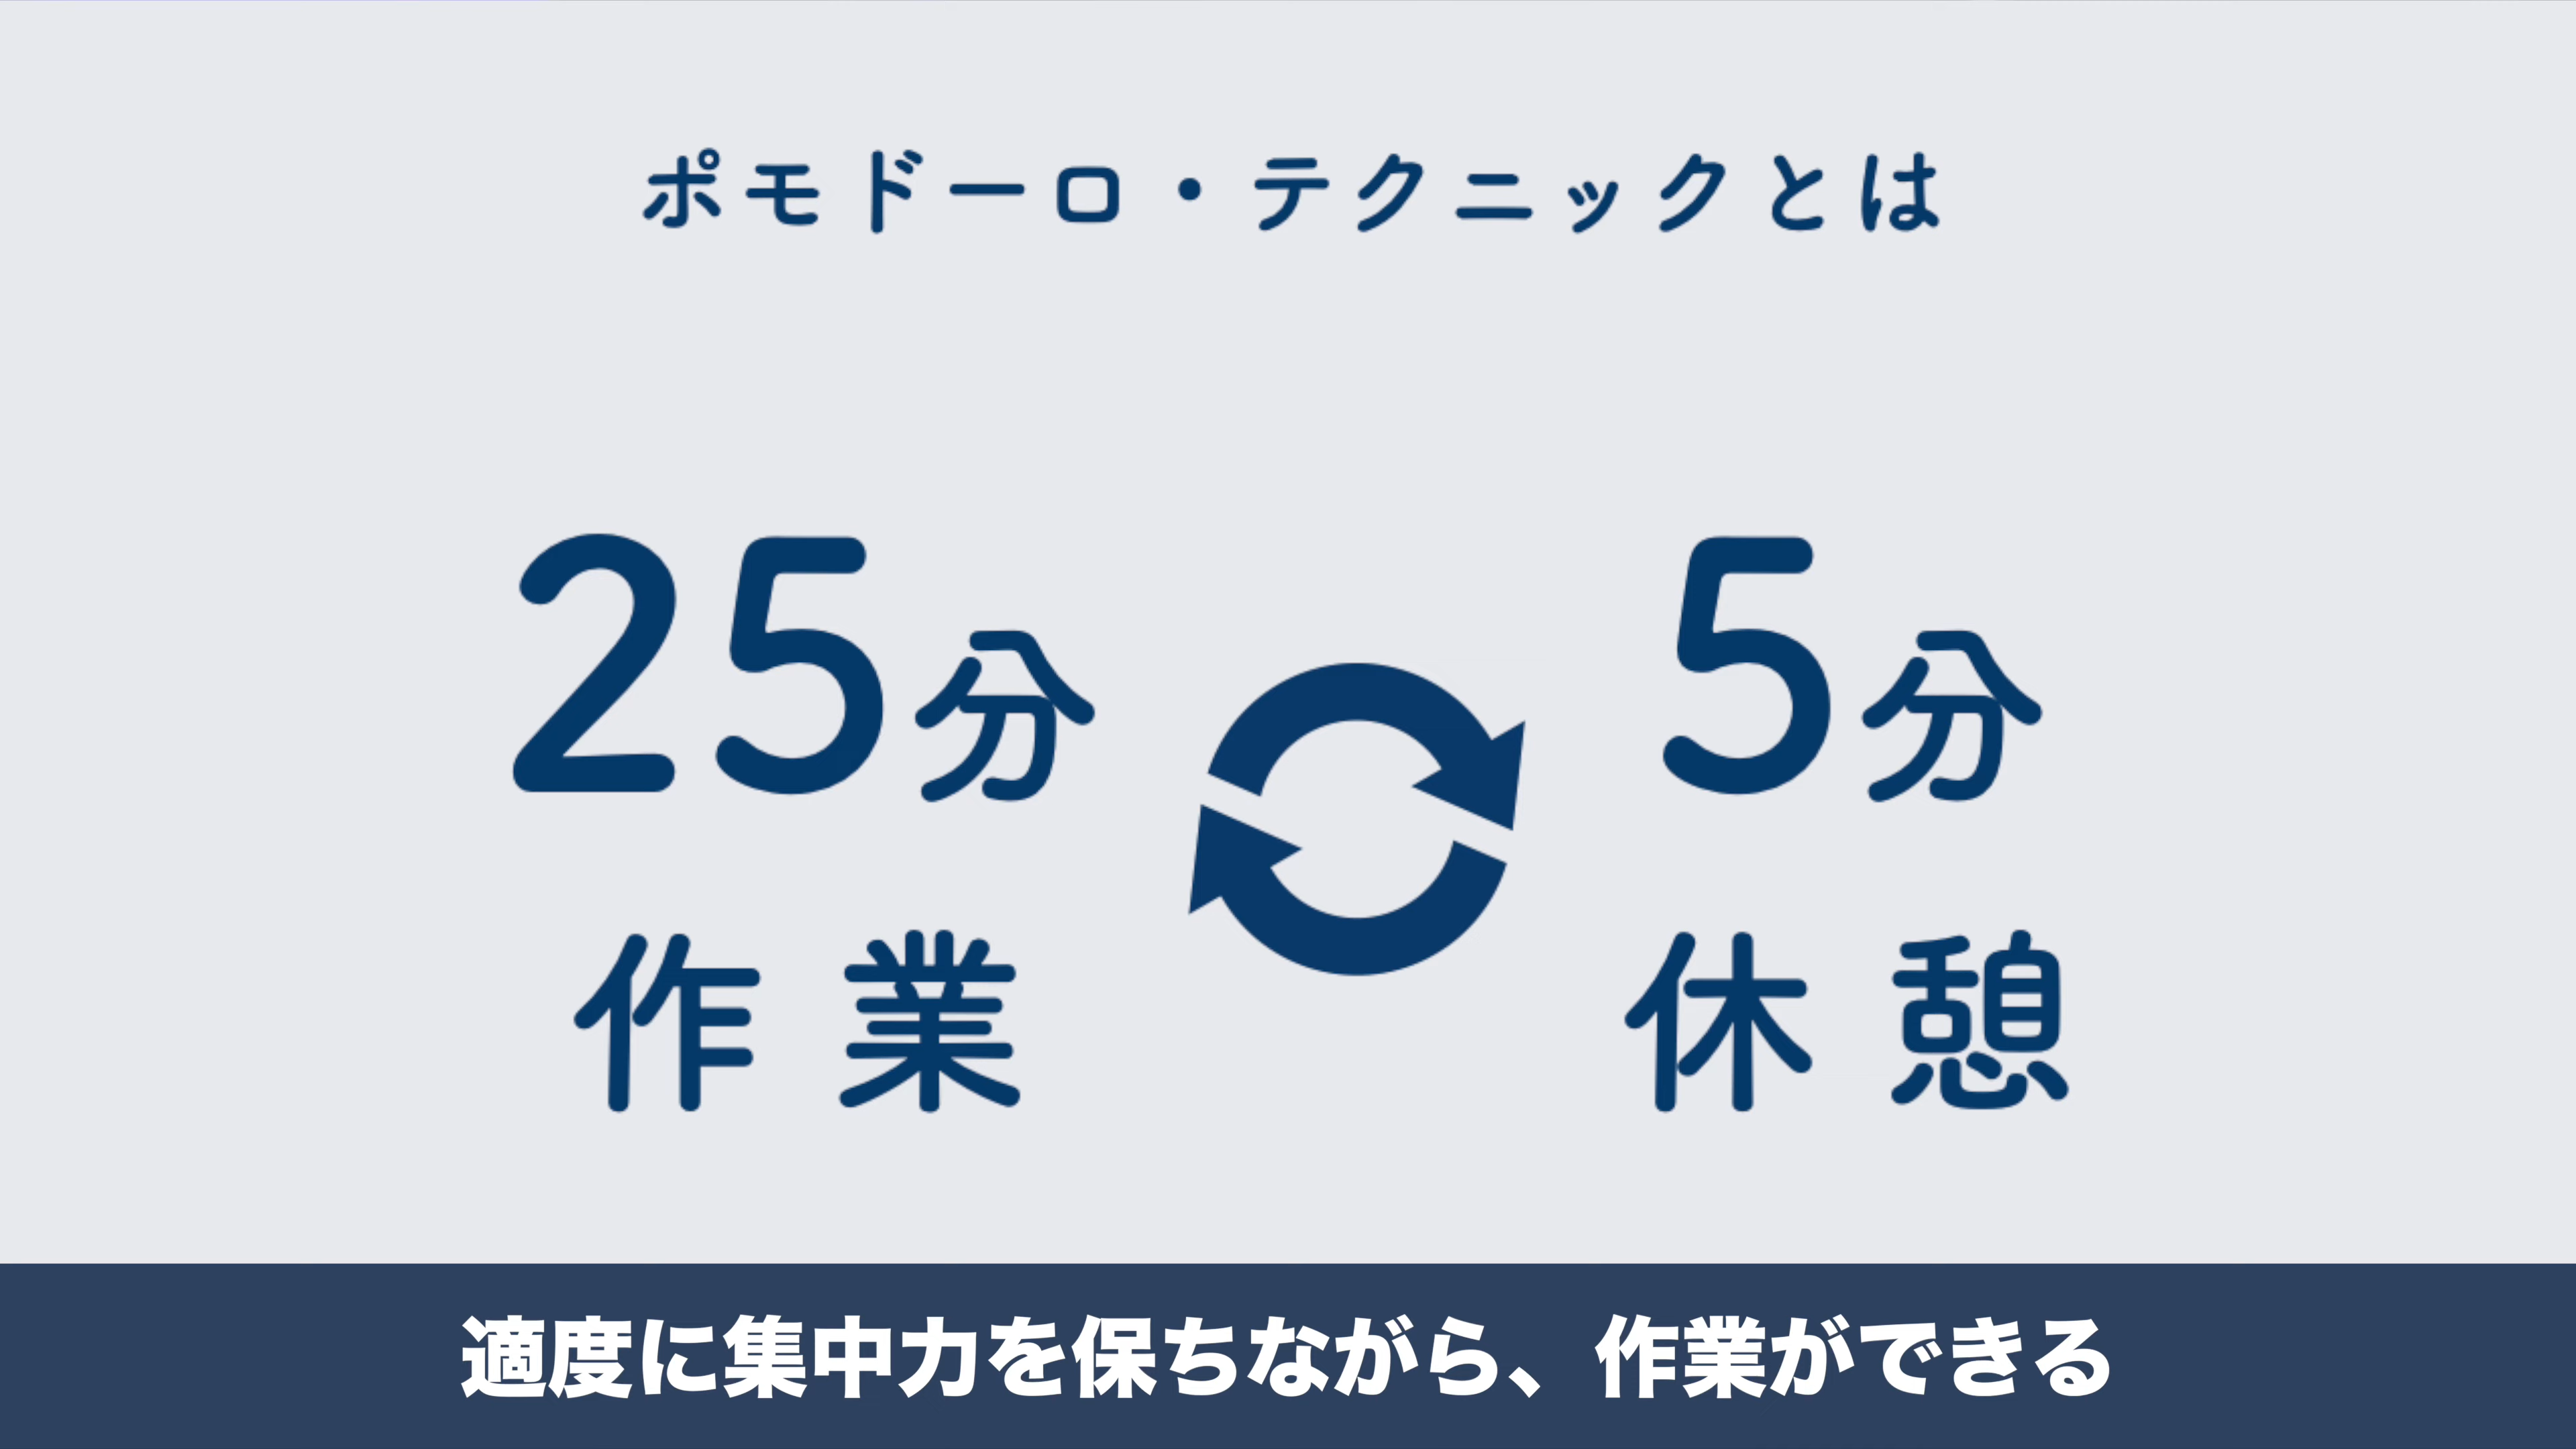 ポモドーロ・テクニックとは
25分 5分
作業 休憩
適度に集中力を保ちながら、作業ができる